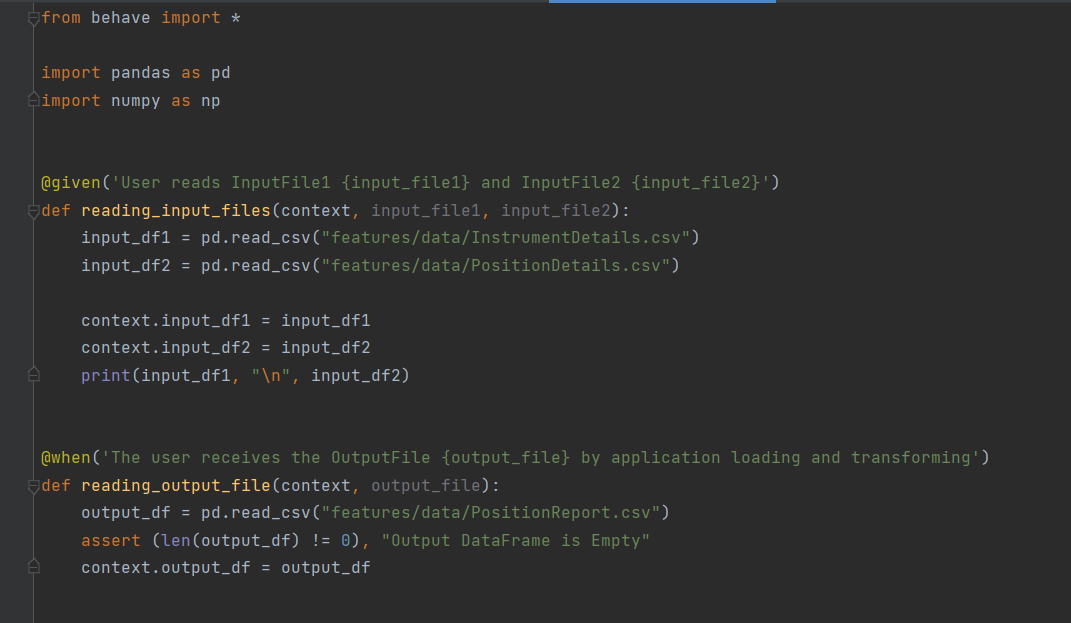 from behave import *
import pandas as pd
import numpy as np
@given('User reads InputFile1 {input_file1} and InputFile2 {input_file2}')
def reading_input_files(context, input_file1, input_file2):
    input_df1 = pd.read_csv("features/data/InstrumentDetails.csv")
    input_df2 = pd.read_csv("features/data/PositionDetails.csv")
    context.input_df1 = input_df1
    context.input_df2 = input_df2
    print(input_df1, "\n", input_df2)
@when('The user receives the OutputFile {output_file} by application loading and transforming')
def reading_output_file(context, output_file):
    output_df = pd.read_csv("features/data/PositionReport.csv")
    assert (len(output_df) != 0), "Output DataFrame is Empty"
    context.output_df = output_df